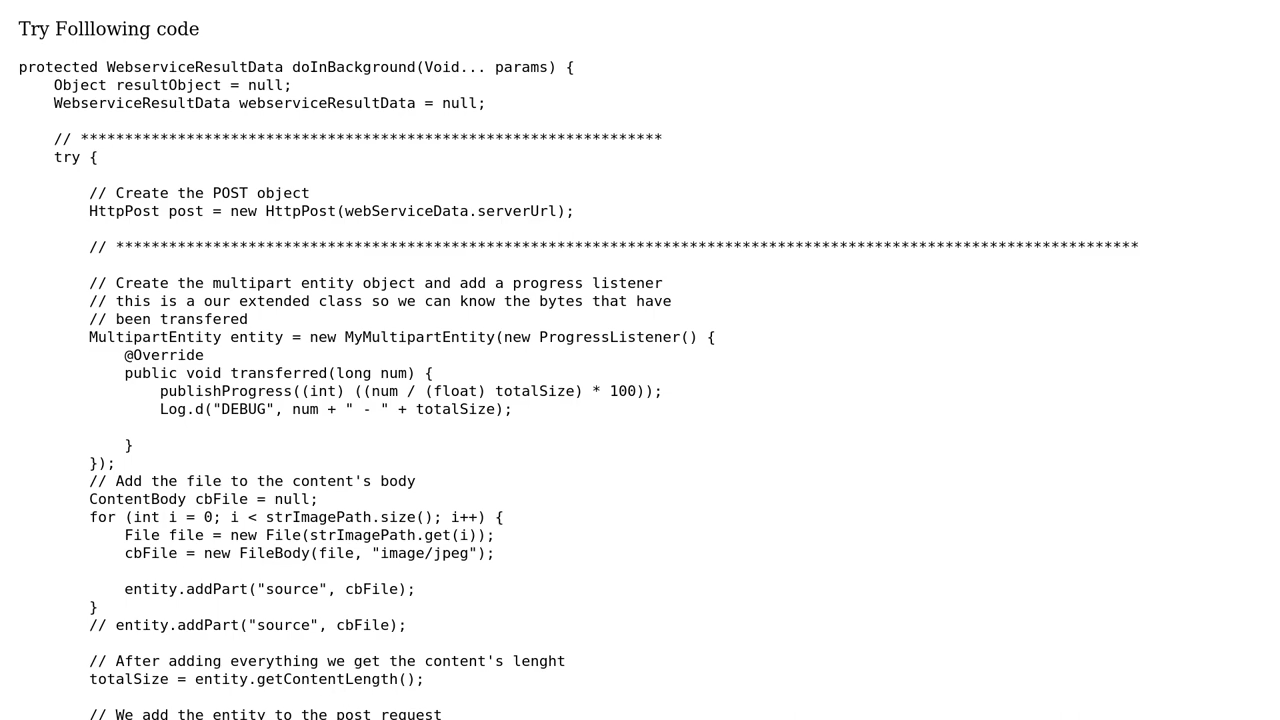 Try Folllowing code
protected WebserviceResultData doInBackground(Void... params) {
Object resultObject = null;
WebserviceResultData webserviceResultData = null;
// ******************************************************************
try {
// Create the POST object
HttpPost post = new HttpPost(webServiceData.serverUrl);
// ********************************************************************************************************************
// Create the multipart entity object and add a progress listener
// this is a our extended class so we can know the bytes that have
// been transfered
MultipartEntity entity = new MyMultipartEntity(new ProgressListener() {
@Override
public void transferred(long num) {
publishProgress((int) ((num / (float) totalSize) * 100));
Log.d("DEBUG", num + " - " + totalSize);
}
});
// Add the file to the content's body
ContentBody cbFile = null;
for (int i = 0; i < strImagePath.size(); i++) {
File file = new File(strImagePath.get(i));
cbFile = new FileBody(file, "image/jpeg");
entity.addPart("source", cbFile);
}
// entity.addPart("source", cbFile);
// After adding everything we get the content's lenght
totalSize = entity.getContentLength();
// We add the entity to the post request